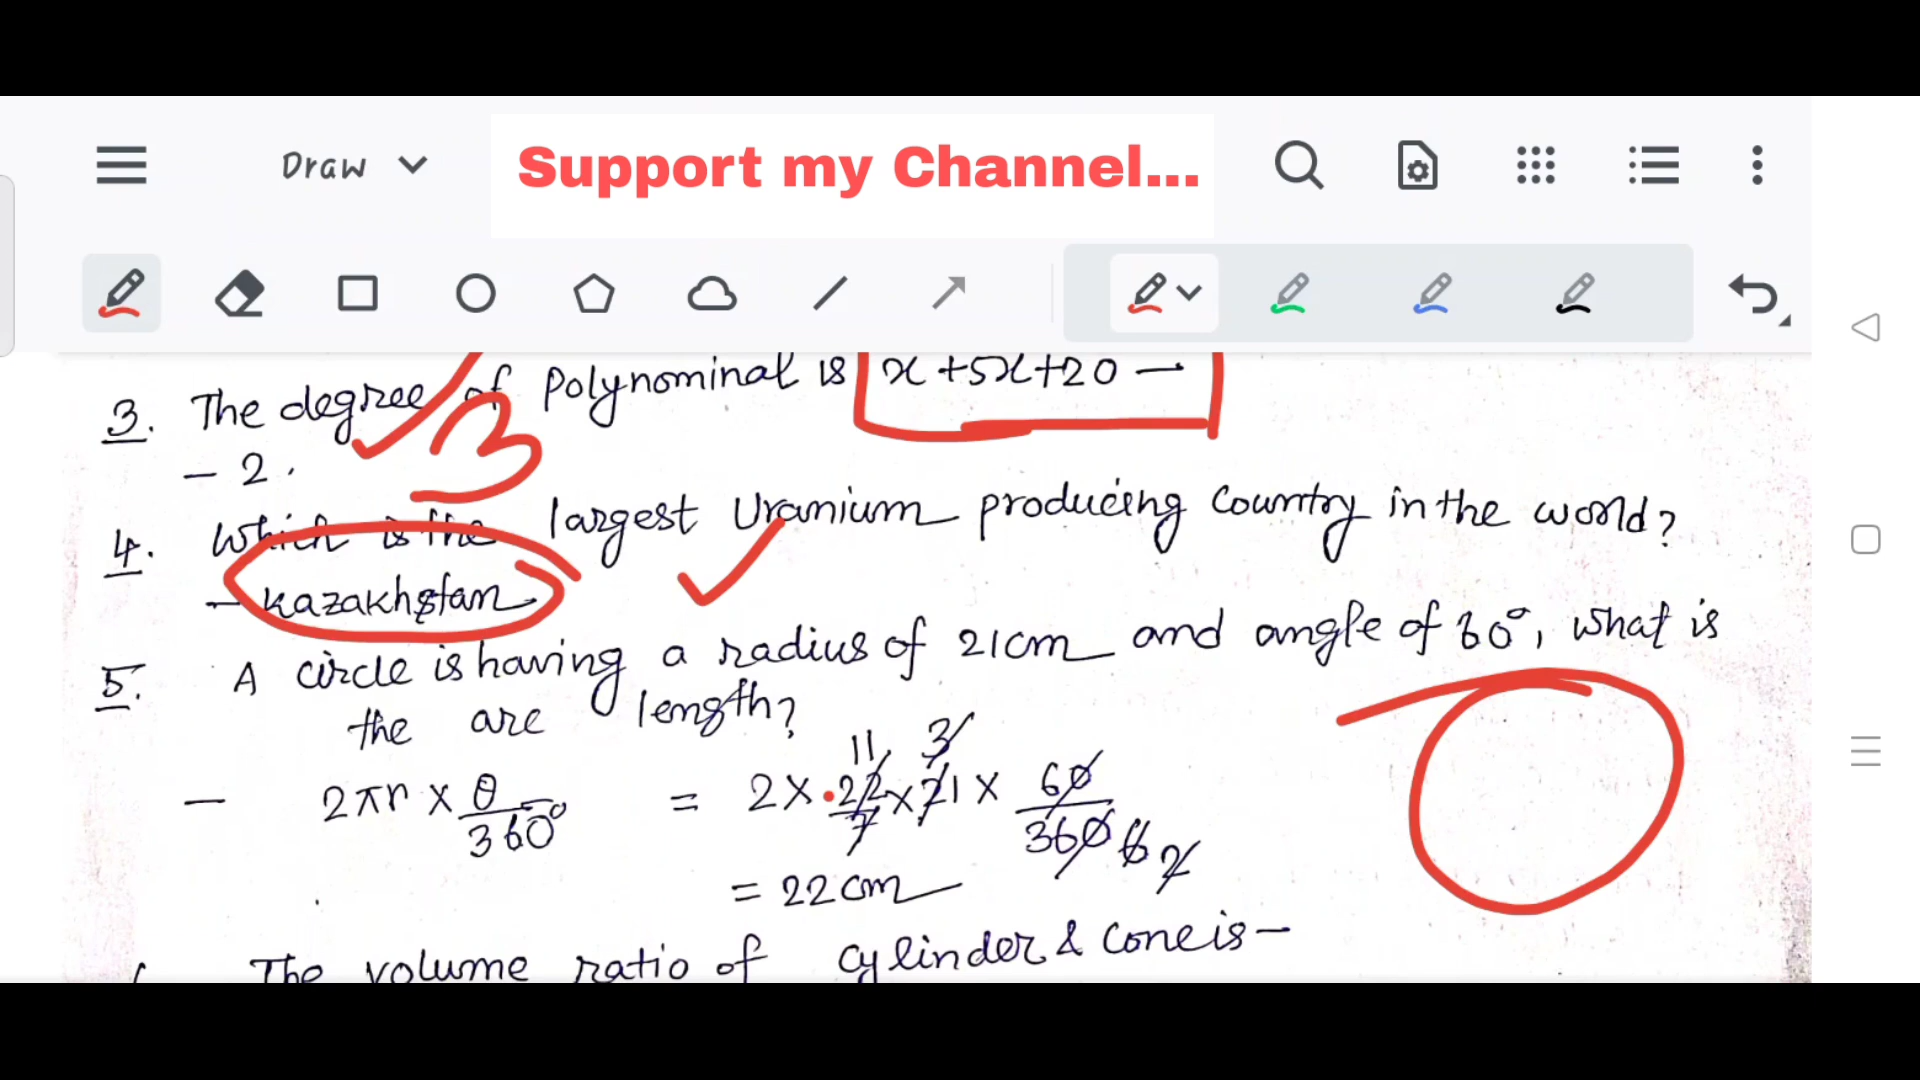 Draw
Support my Channel...
3. The degree of Polynominal is x+5x+20 —
3
- 2.
4. Which is the largest Uranium producing Country in the world?
- kazakhstan
5. A circle is having a radius of 21cm and angle of 60°, what is
the arc length?
11 3
— 2πr × θ/360° = 2 × 22/7 × 21 × 60/360 6 2
= 22 cm
The volume ratio of cylinder & cone is —